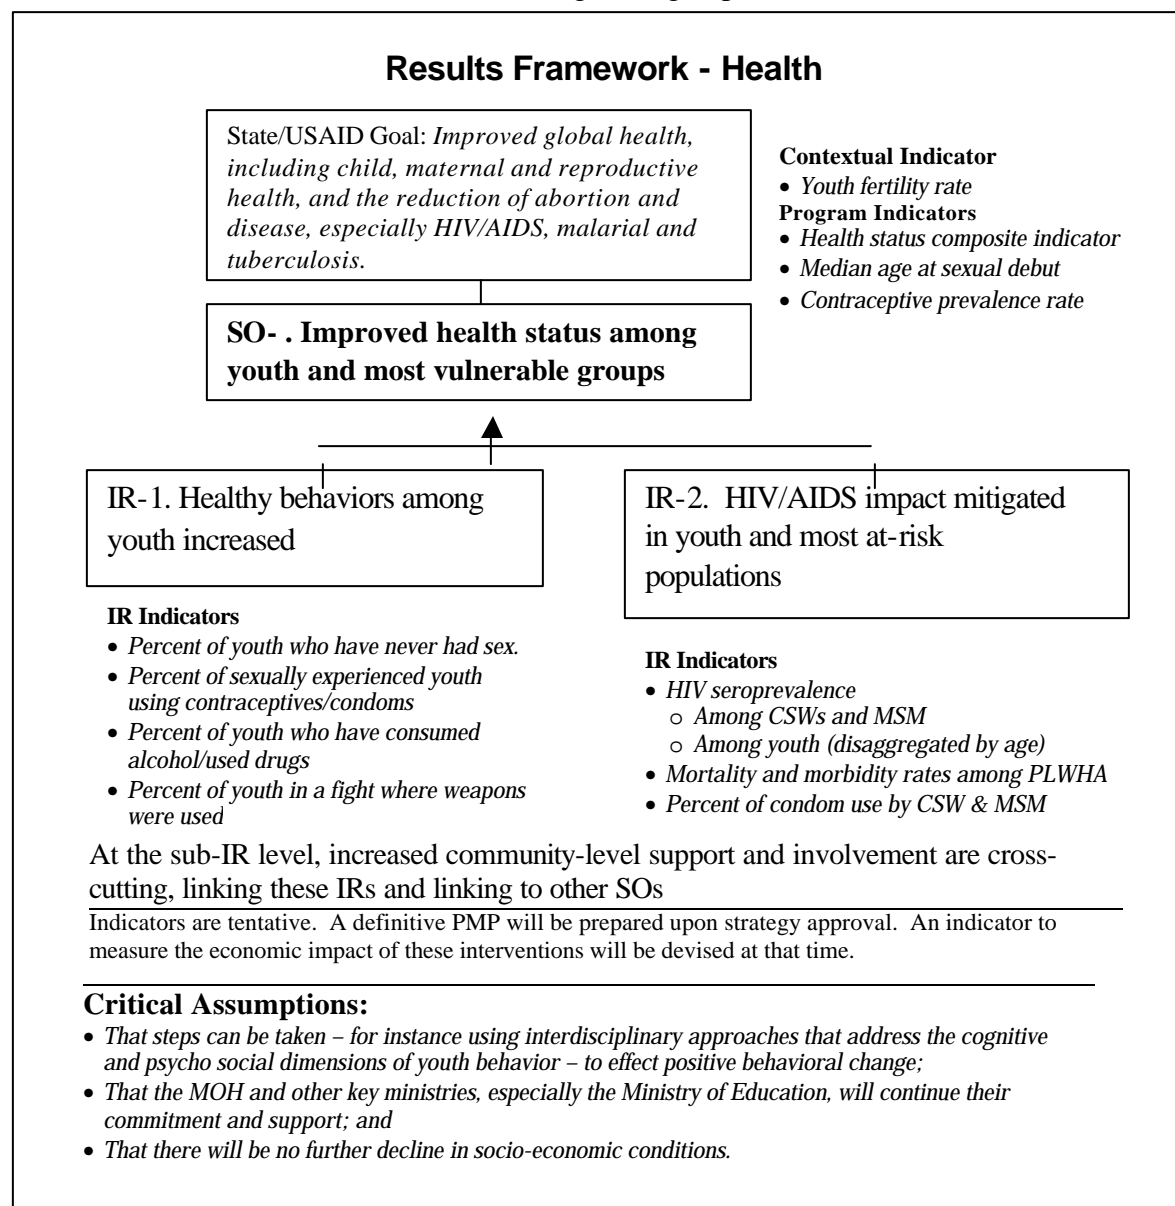 Results Framework - Health
State/USAID Goal: Improved global health,
including child, maternal and reproductive
health, and the reduction of abortion and
disease, especially HIV/AIDS, malarial and
tuberculosis.
Contextual Indicator
• Youth fertility rate
Program Indicators
• Health status composite indicator
• Median age at sexual debut
• Contraceptive prevalence rate
SO- . Improved health status among
youth and most vulnerable groups
IR-1. Healthy behaviors among
youth increased
IR Indicators
• Percent of youth who have never had sex.
• Percent of sexually experienced youth
using contraceptives/condoms
• Percent of youth who have consumed
alcohol/used drugs
• Percent of youth in a fight where weapons
were used
IR-2. HIV/AIDS impact mitigated
in youth and most at-risk
populations
IR Indicators
• HIV seroprevalence
o Among CSWs and MSM
o Among youth (disaggregated by age)
• Mortality and morbidity rates among PLWHA
• Percent of condom use by CSW & MSM
At the sub-IR level, increased community-level support and involvement are cross-
cutting, linking these IRs and linking to other SOs
Indicators are tentative. A definitive PMP will be prepared upon strategy approval. An indicator to
measure the economic impact of these interventions will be devised at that time.
Critical Assumptions:
• That steps can be taken – for instance using interdisciplinary approaches that address the cognitive
and psycho social dimensions of youth behavior – to effect positive behavioral change;
• That the MOH and other key ministries, especially the Ministry of Education, will continue their
commitment and support; and
• That there will be no further decline in socio-economic conditions.